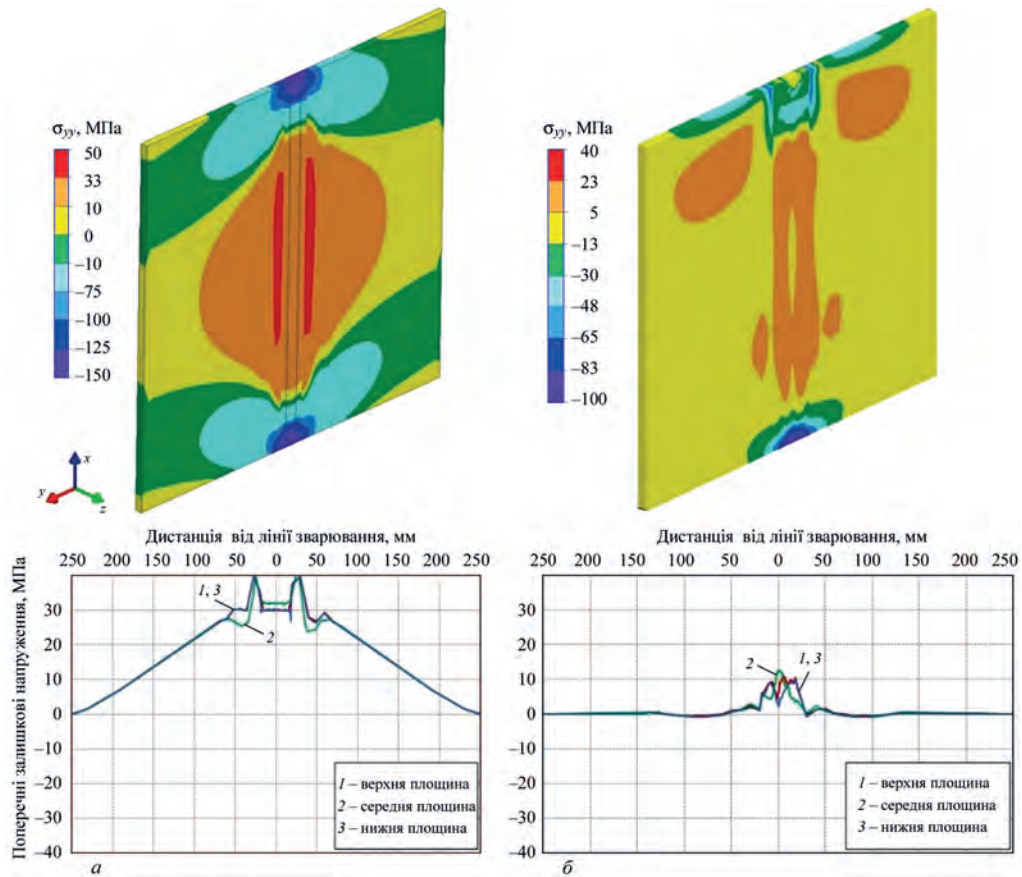 σyy, МПа
50
33
10
0
–10
–75
–100
–125
–150
x
y
z
σyy, МПа
40
23
5
–13
–30
–48
–65
–83
–100
Дистанція від лінії зварювання, мм
250 200 150 100 50 0 50 100 150 200 250
Поперечні залишкові напруження, МПа
30
20
10
0
–10
–20
–30
–40
1, 3
2
1 – верхня площина
2 – середня площина
3 – нижня площина
а
Дистанція від лінії зварювання, мм
250 200 150 100 50 0 50 100 150 200 250
30
20
10
0
–10
–20
–30
–40
2
1, 3
1 – верхня площина
2 – середня площина
3 – нижня площина
б